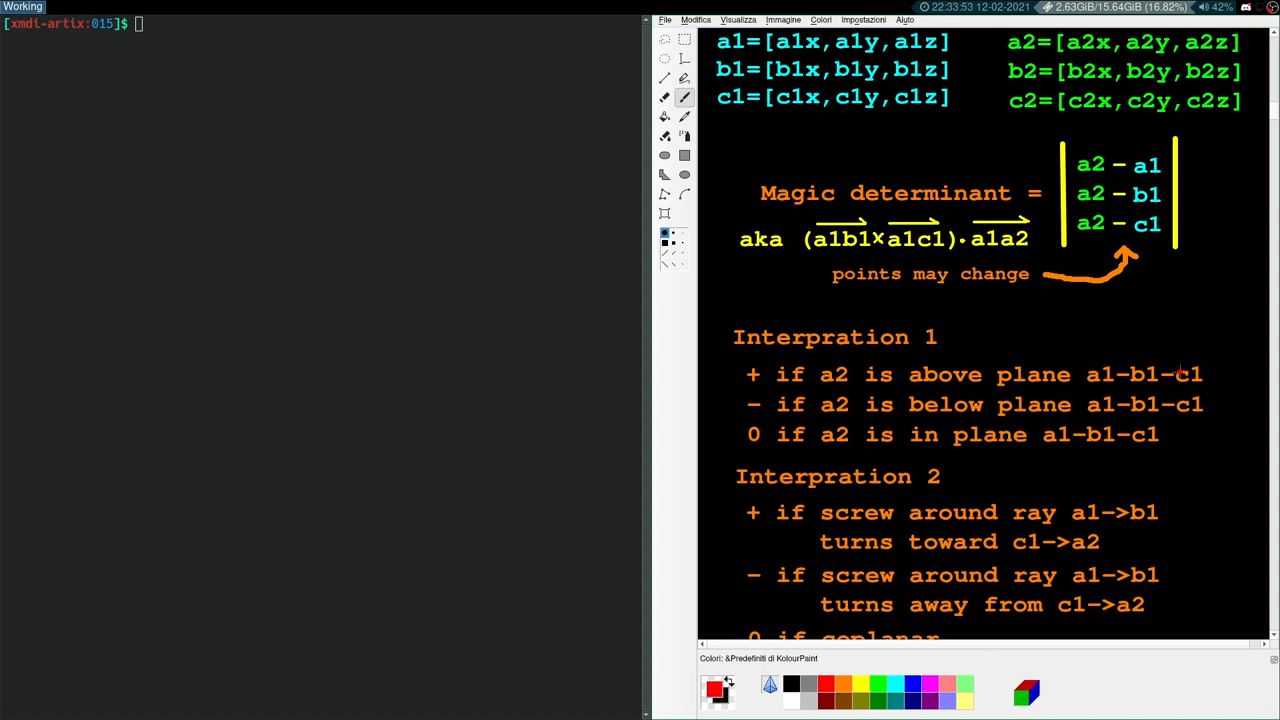 Working
22:33:53 12-02-2021
2.63GiB/15.64GiB (16.82%)
42%
[xmdi-artix:015]$
File Modifica Visualizza Immagine Colori Impostazioni Aiuto
a1=[a1x,a1y,a1z]
a2=[a2x,a2y,a2z]
b1=[b1x,b1y,b1z]
b2=[b2x,b2y,b2z]
c1=[c1x,c1y,c1z]
c2=[c2x,c2y,c2z]
a2-a1
Magic determinant = a2-b1
a2-c1
aka (a1b1×a1c1)·a1a2
points may change
Interpration 1
+ if a2 is above plane a1-b1-c1
- if a2 is below plane a1-b1-c1
0 if a2 is in plane a1-b1-c1
Interpration 2
+ if screw around ray a1->b1
turns toward c1->a2
- if screw around ray a1->b1
turns away from c1->a2
0 if coplanar
Colori: &Predefiniti di KolourPaint